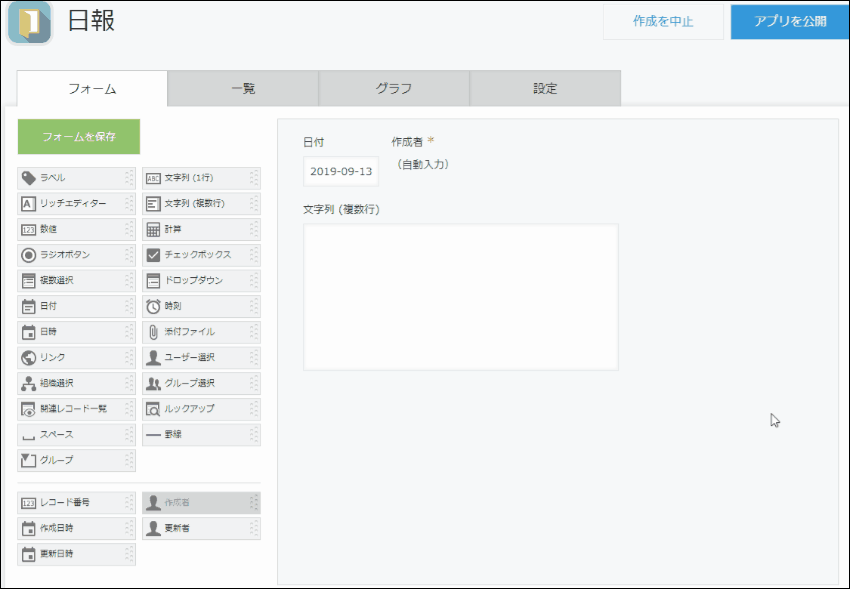 日報
作成を中止
アプリを公開
フォーム
一覧
グラフ
設定
フォームを保存
ラベル
ABC 文字列 (1行)
A リッチエディター
文字列 (複数行)
123 数値
計算
ラジオボタン
チェックボックス
複数選択
ドロップダウン
日付
時刻
日時
添付ファイル
リンク
ユーザー選択
組織選択
グループ選択
関連レコード一覧
ルックアップ
スペース
罫線
グループ
123 レコード番号
作成者
作成日時
更新者
更新日時
日付
作成者 *
2019-09-13
(自動入力)
文字列 (複数行)